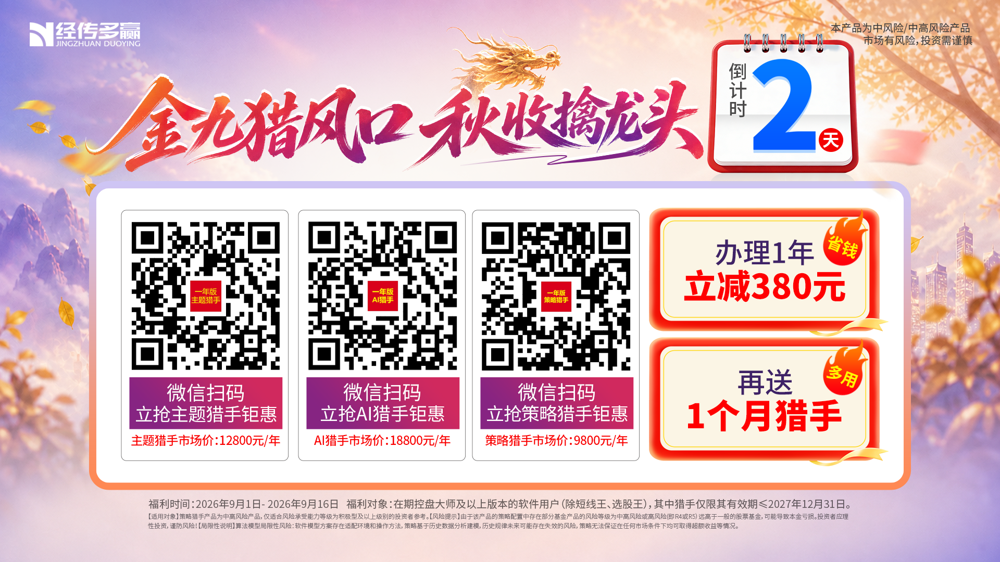 经传多赢
JINGZHUAN DUOYING
本产品为中风险/中高风险产品
市场有风险,投资需谨慎
金九猎风口 秋收擒龙头
倒计时
2
天
一年版
主题猎手
微信扫码
立抢主题猎手钜惠
主题猎手市场价:12800元/年
一年版
AI猎手
微信扫码
立抢AI猎手钜惠
AI猎手市场价:18800元/年
一年版
策略猎手
微信扫码
立抢策略猎手钜惠
策略猎手市场价:9800元/年
省钱
办理1年
立减380元
多用
再送
1个月猎手
福利时间:2026年9月1日- 2026年9月16日 福利对象:在期控盘大师及以上版本的软件用户(除短线王、选股王),其中猎手仅限其有效期≤2027年12月31日。
【适用对象】策略猎手产品为中高风险产品,仅适合风险承受能力等级为积极型及以上级别的投资者参考。【风险提示】由于该产品的策略配置中存在部分基金产品的风险等级为中高风险或高风险(即R4或R5)远高于一般的股票基金,可能导致本金亏损。投资者应理
性投资,谨防风险!【局限性说明】算法模型局限性风险:软件模型方案存在适配环境和操作方法,策略基于历史数据分析建模,历史规律未来可能存在失效的风险,策略无法保证在任何市场条件下均可取得超额收益等情况。